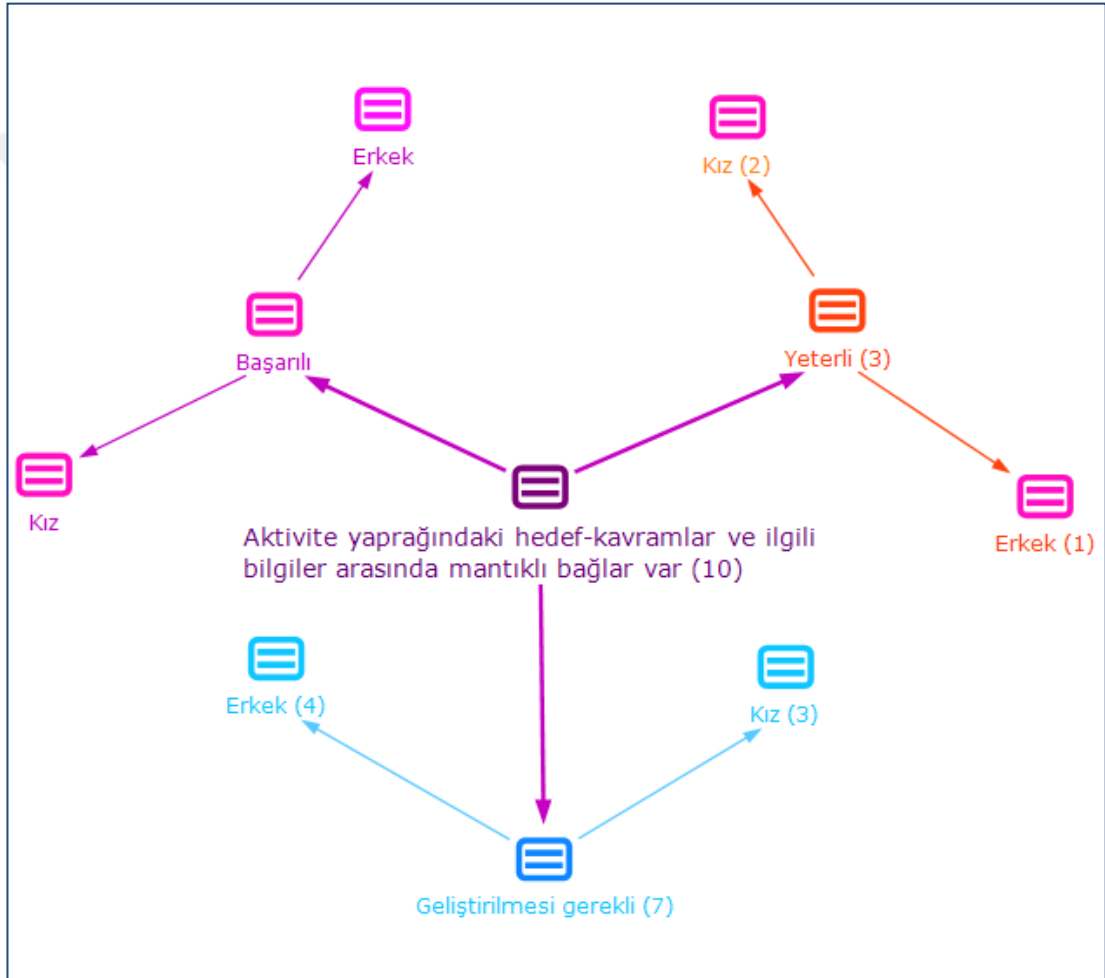 Erkek
Kız (2)
Başarılı
Yeterli (3)
Kız
Erkek (1)
Aktivite yaprağındaki hedef-kavramlar ve ilgili
bilgiler arasında mantıklı bağlar var (10)
Erkek (4)
Kız (3)
Geliştirilmesi gerekli (7)